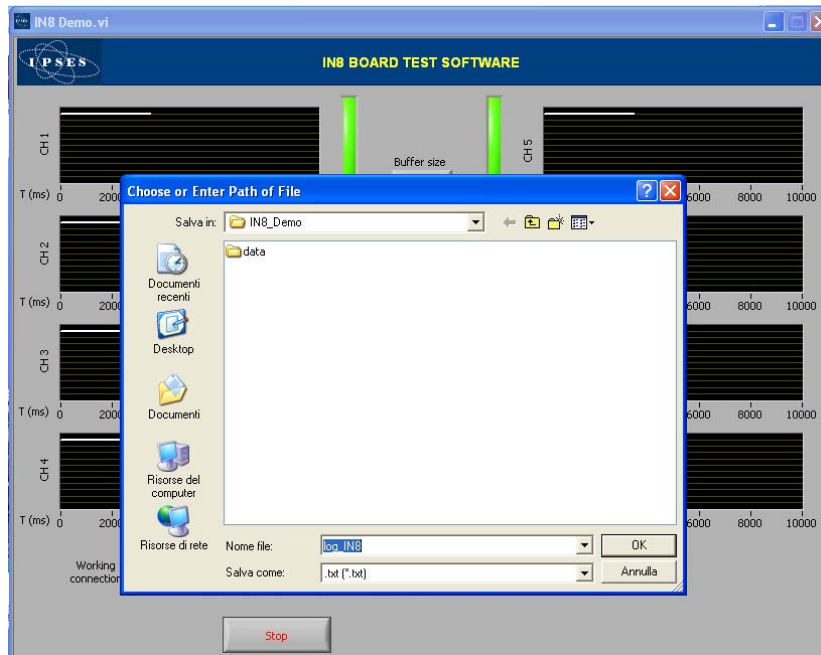 IN8 Demo.vi
IPSES
IN8 BOARD TEST SOFTWARE
CH 1
Buffer size
CH 5
T (ms) 0 2000
6000 8000 10000
Choose or Enter Path of File
Salva in: IN8_Demo
data
CH 2
T (ms) 0 2000
6000 8000 10000
Documenti recenti
Desktop
CH 3
T (ms) 0 2000
6000 8000 10000
Documenti
CH 4
Risorse del computer
T (ms) 0 2000
6000 8000 10000
Risorse di rete
Nome file: log_IN8
OK
Salva come: .txt (*.txt)
Annulla
Working
connection
Stop